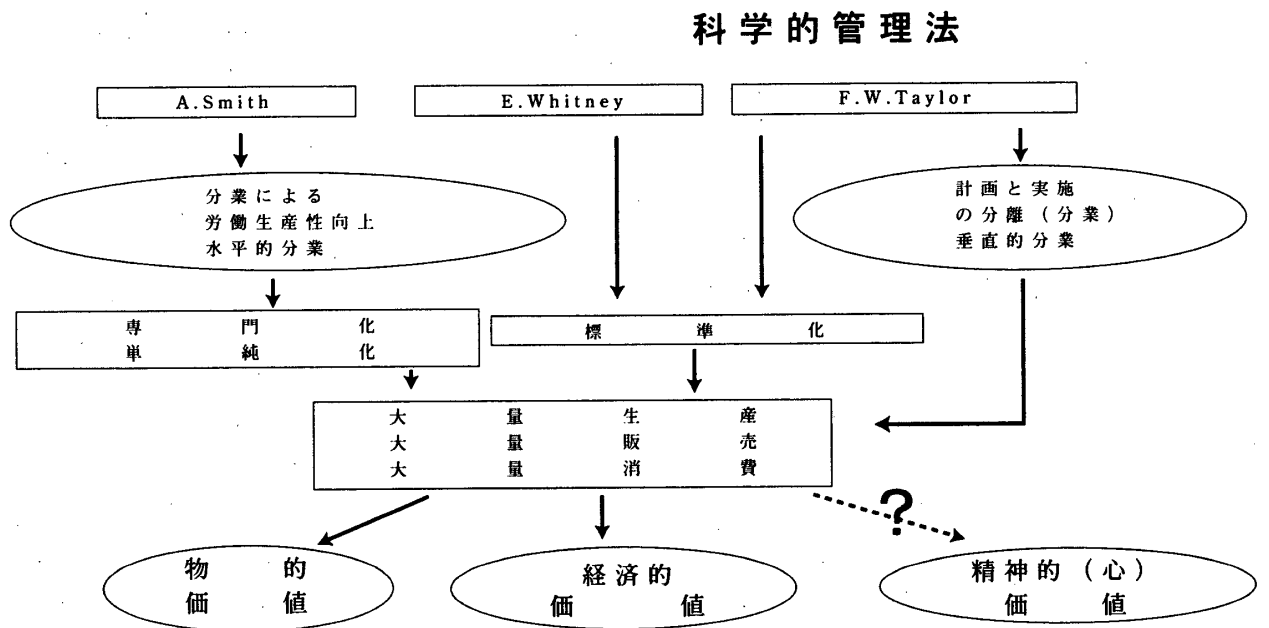 科学的管理法
A.Smith
E.Whitney
F.W.Taylor
分業による
労働生産性向上
水平的分業
計画と実施
の分離（分業）
垂直的分業
専門化
単純化
標準化
大量生産
大量販売
大量消費
?
物的
価値
経済的
価値
精神的（心）
価値